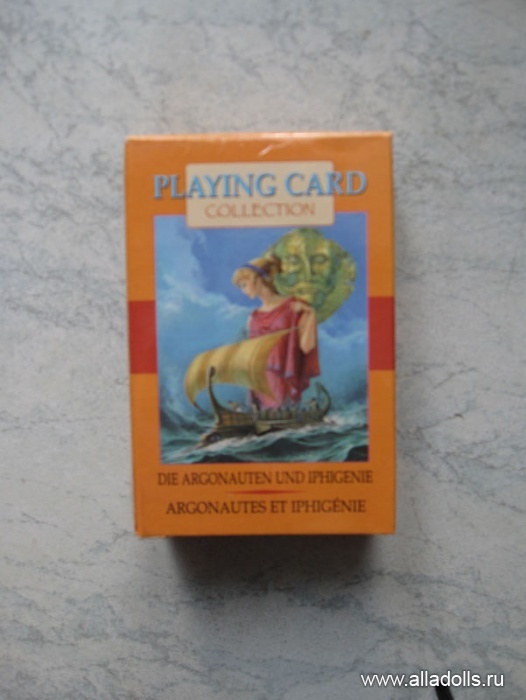 PLAYING CARD
COLLECTION
DIE ARGONAUTEN UND IPHIGENIE
ARGONAUTES ET IPHIGÉNIE
www.alladolls.ru